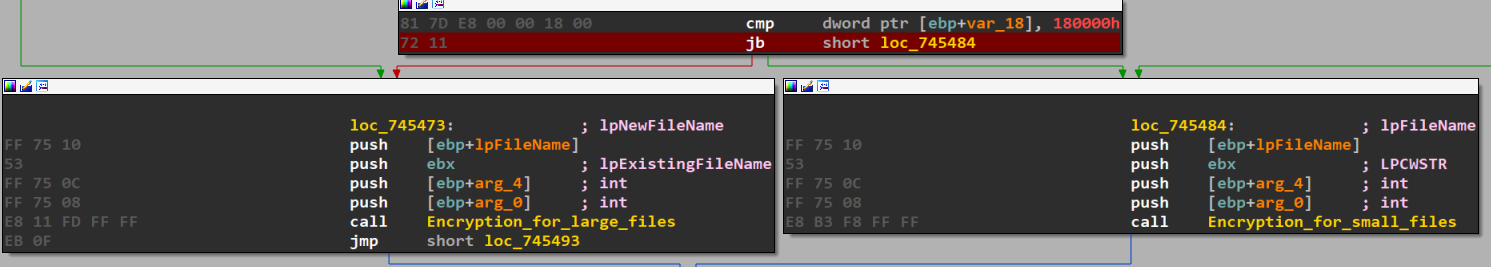 81 7D E8 00 00 18 00 cmp dword ptr [ebp+var_18], 180000h
72 11 jb short loc_745484
loc_745473: ; lpNewFileName
FF 75 10 push [ebp+lpFileName]
53 push ebx ; lpExistingFileName
FF 75 0C push [ebp+arg_4] ; int
FF 75 08 push [ebp+arg_0] ; int
E8 11 FD FF FF call Encryption_for_large_files
EB 0F jmp short loc_745493
loc_745484: ; lpFileName
FF 75 10 push [ebp+lpFileName]
53 push ebx ; LPCWSTR
FF 75 0C push [ebp+arg_4] ; int
FF 75 08 push [ebp+arg_0] ; int
E8 B3 F8 FF FF call Encryption_for_small_files